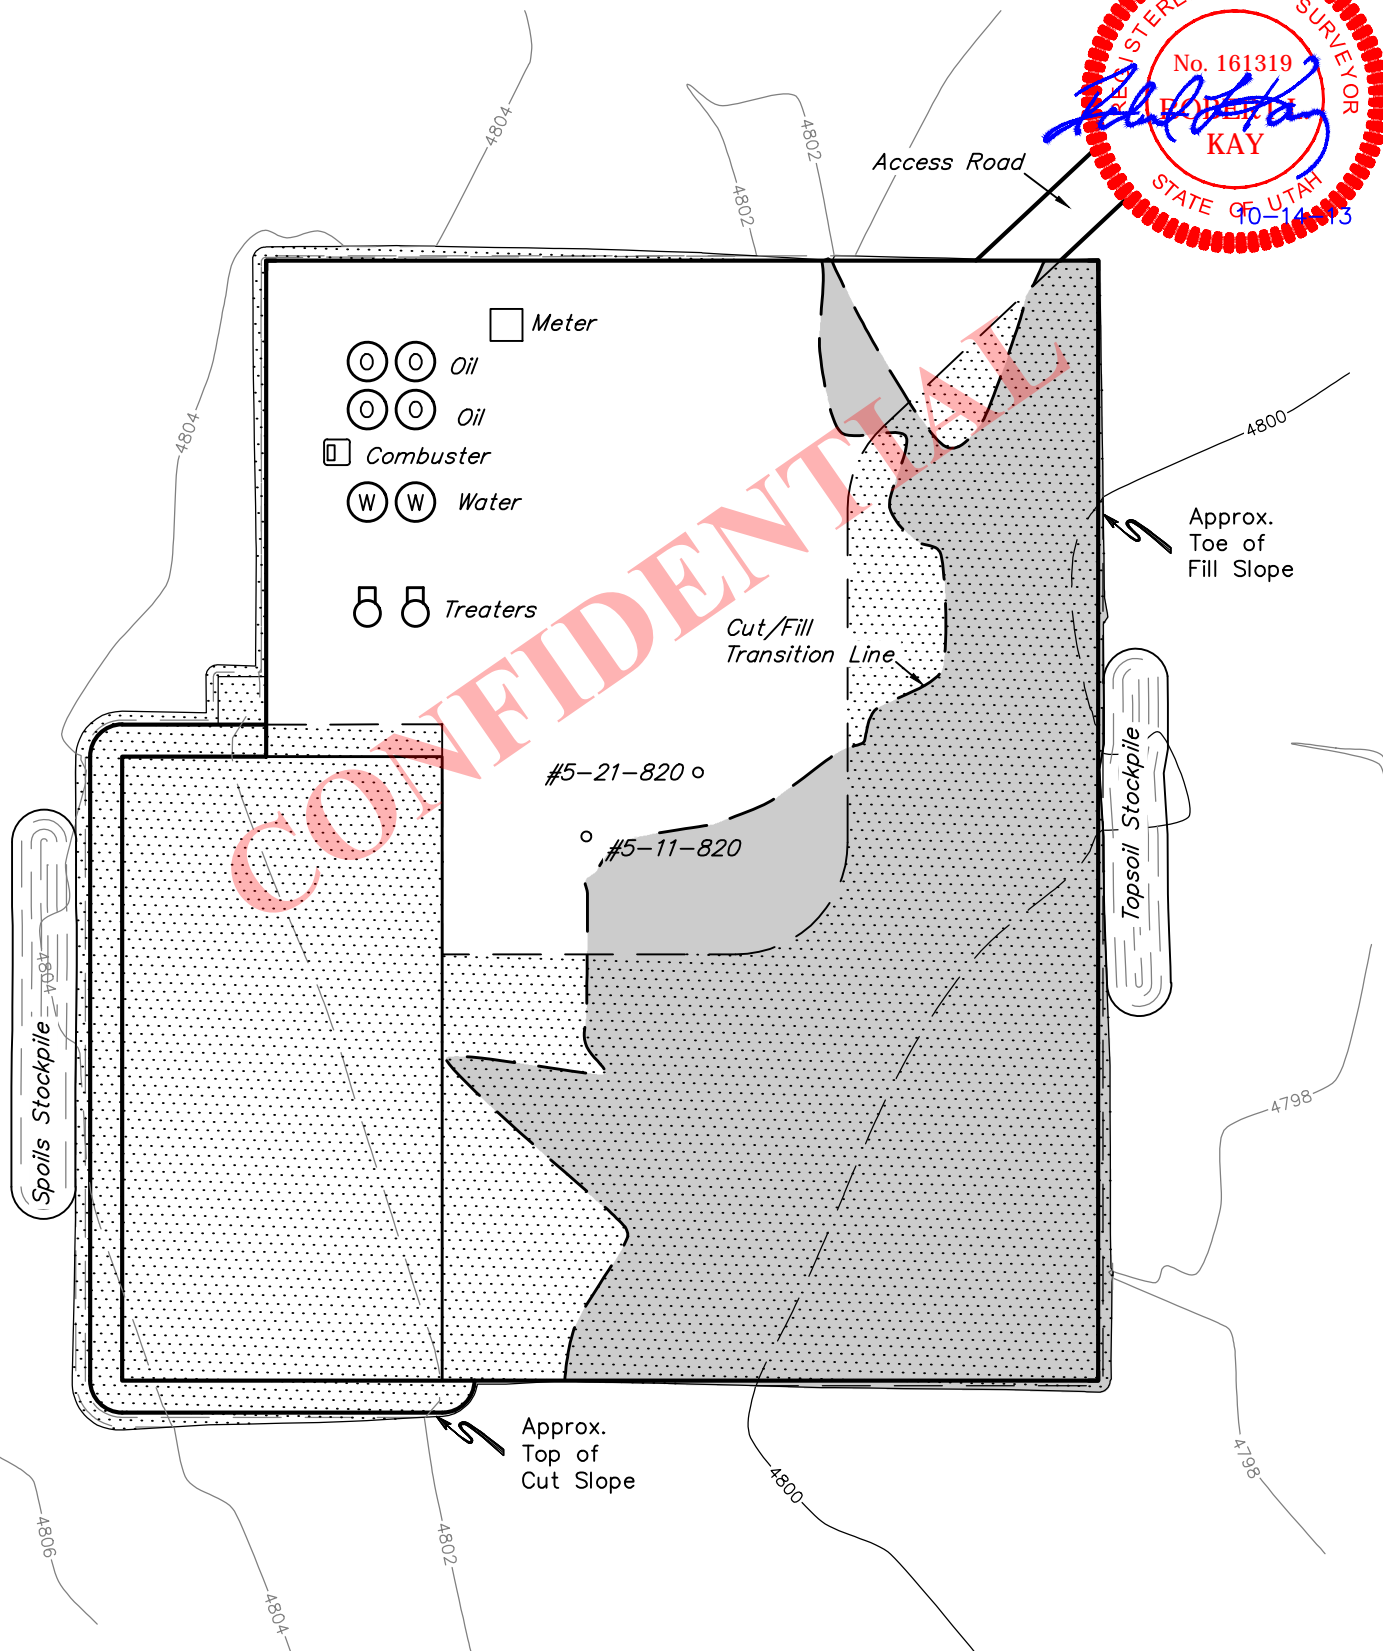 REGISTERED
SURVEYOR
No. 161319
ROBERT L.
KAY
STATE OF UTAH
10-14-13
4804
4802
4802
Access Road
Meter
Oil
Oil
Combuster
W W Water
Treaters
4804
4800
Approx.
Toe of
Fill Slope
Cut/Fill
Transition Line
CONFIDENTIAL
#5-21-820
#5-11-820
Topsoil Stockpile
Spoils Stockpile
4804
4798
Approx.
Top of
Cut Slope
4798
4800
4806
4802
4804